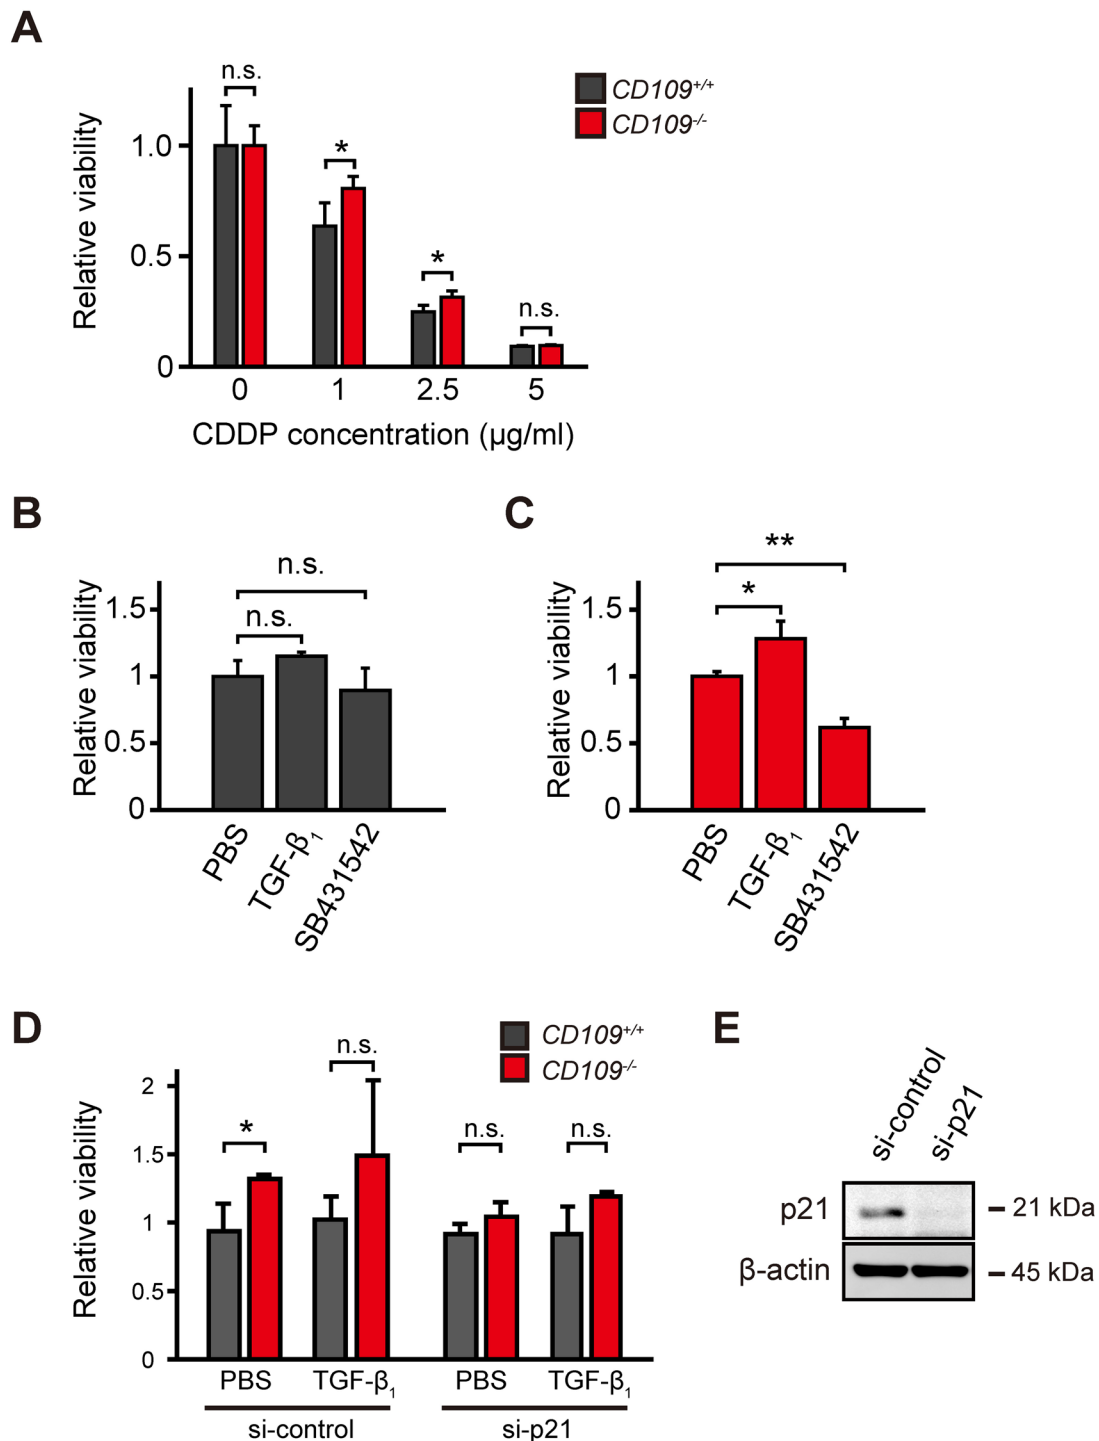 A
n.s.
*
*
n.s.
CD109+/+
CD109-/-
Relative viability
1.0
0.5
0
0 1 2.5 5
CDDP concentration (µg/ml)
B
n.s.
n.s.
Relative viability
1.5
1
0.5
0
PBS
TGF-β1
SB431542
C
**
*
Relative viability
1.5
1
0.5
0
PBS
TGF-β1
SB431542
D
CD109+/+
CD109-/-
*
n.s.
n.s.
n.s.
Relative viability
2
1.5
1
0.5
0
PBS TGF-β1 PBS TGF-β1
si-control si-p21
E
si-control
si-p21
p21 21 kDa
β-actin 45 kDa